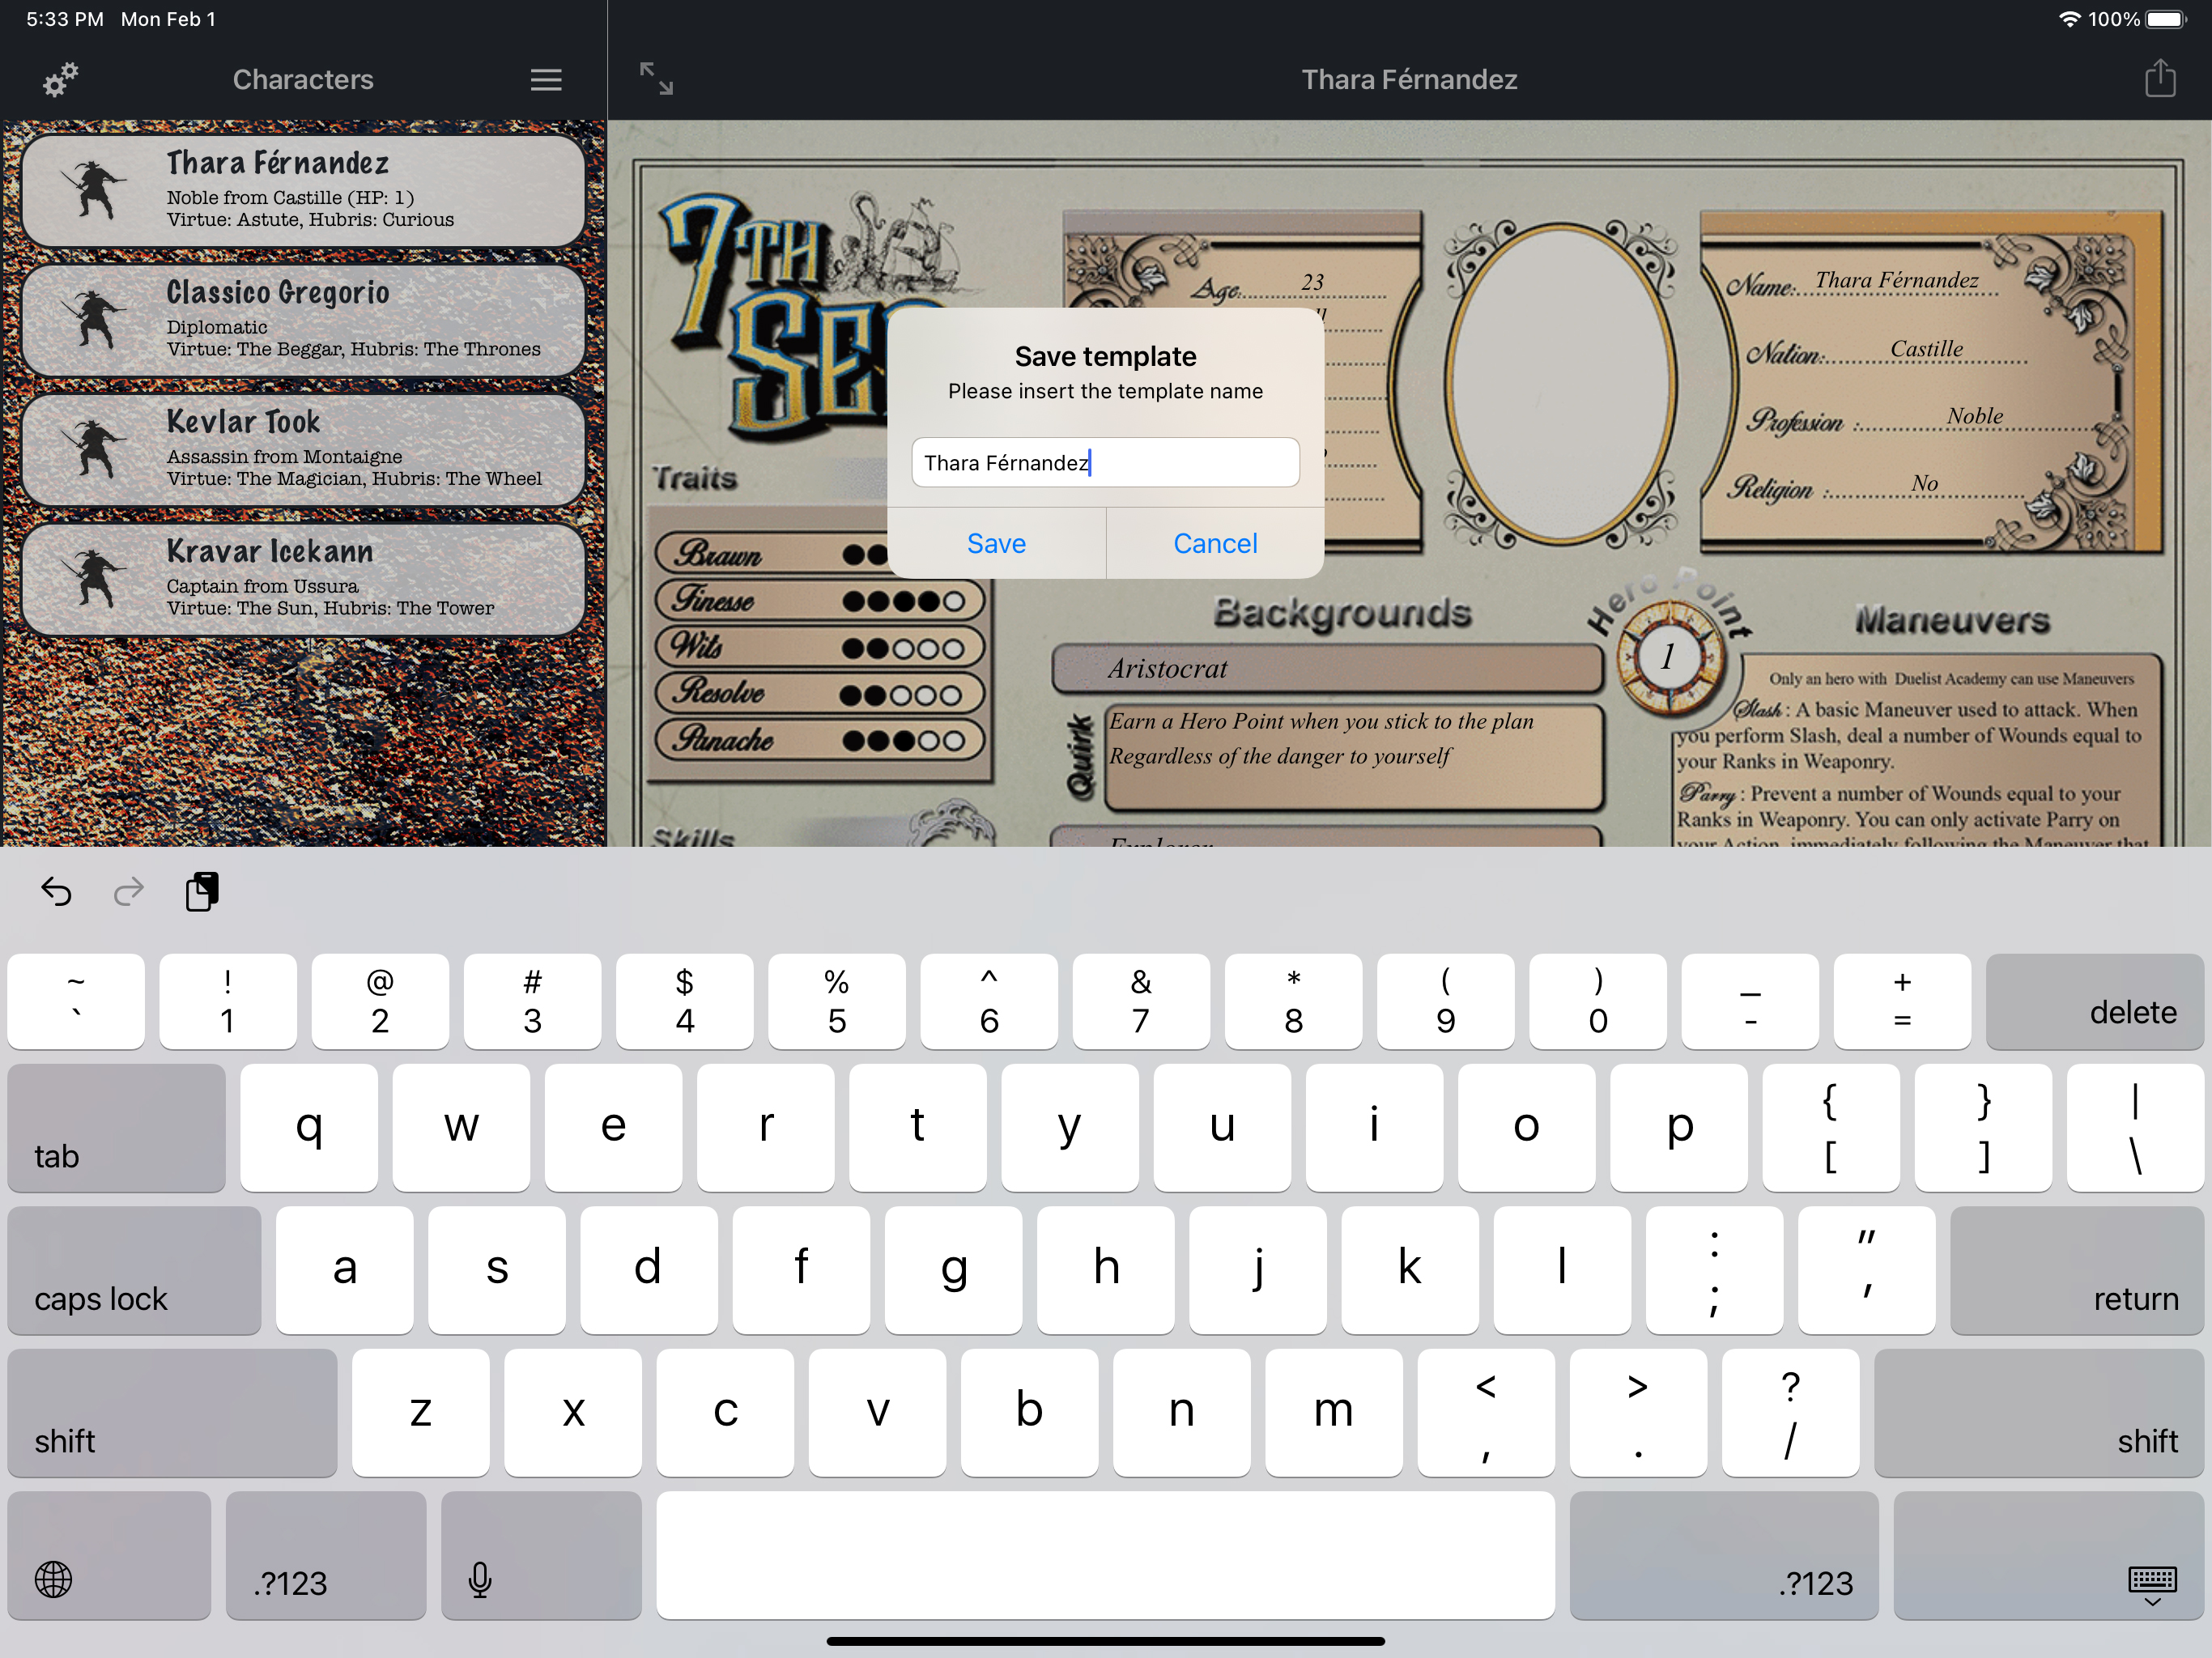 5:33 PM Mon Feb 1
100%
Characters
Thara Férnandez
Thara Férnandez
Noble from Castille (HP: 1)
Virtue: Astute, Hubris: Curious
Classico Gregorio
Diplomatic
Virtue: The Beggar, Hubris: The Thrones
Kevlar Took
Assassin from Montaigne
Virtue: The Magician, Hubris: The Wheel
Kravar Icekann
Captain from Ussura
Virtue: The Sun, Hubris: The Tower
7TH
Age: 23
Name: Thara Férnandez
Nation: Castille
Profession : Noble
Religion : No
Save template
Please insert the template name
Thara Férnandez
Save Cancel
Traits
Brawn
Finesse
Wits
Resolve
Panache
Skills
Backgrounds
Aristocrat
Quirk
Earn a Hero Point when you stick to the plan
Regardless of the danger to yourself
Explorer
Hero Point
1
Maneuvers
Only an hero with Duelist Academy can use Maneuvers
Slash : A basic Maneuver used to attack. When
you perform Slash, deal a number of Wounds equal to
your Ranks in Weaponry.
Parry : Prevent a number of Wounds equal to your
Ranks in Weaponry. You can only activate Parry on
your Action, immediately following the Maneuver that
~ ! @ # $ % ^ & * ( ) _ +
` 1 2 3 4 5 6 7 8 9 0 - = delete
tab q w e r t y u i o p { [ } ] | \
caps lock a s d f g h j k l : ; " ' return
shift z x c v b n m < , > . ? / shift
.?123 .?123